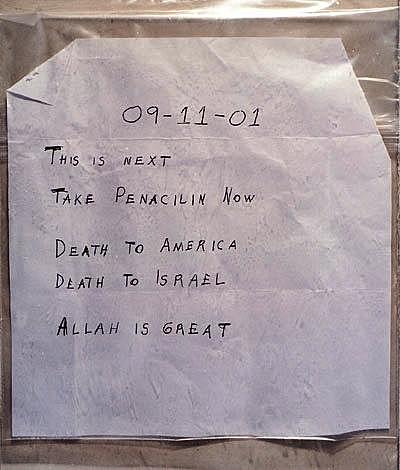 09-11-01
THIS IS NEXT
TAKE PENACILIN NOW
DEATH TO AMERICA
DEATH TO ISRAEL
ALLAH IS GREAT